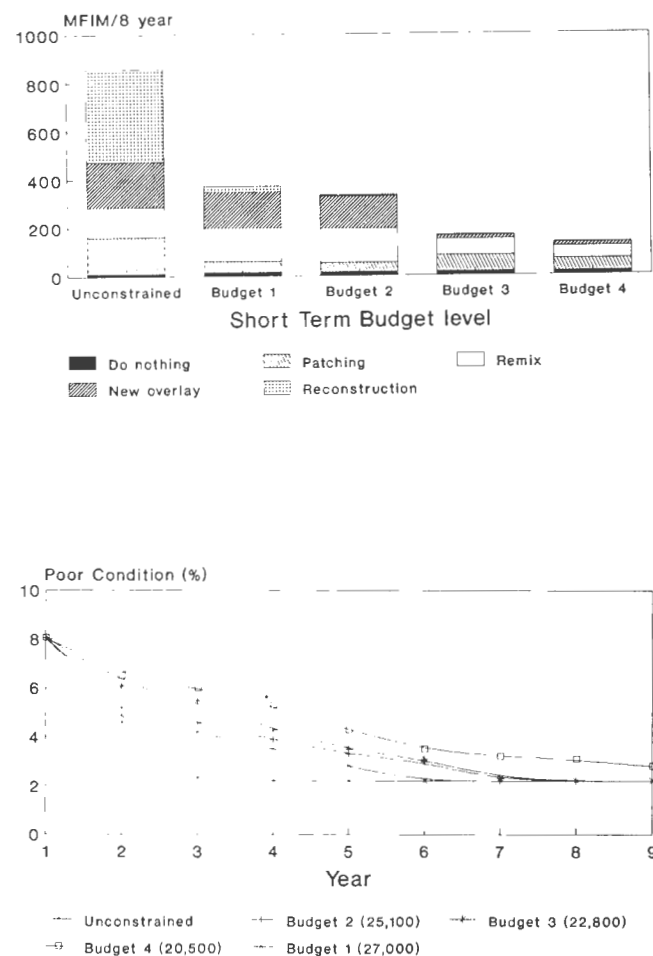 MFIM/8 year
1000
800
600
400
200
0
Unconstrained Budget 1 Budget 2 Budget 3 Budget 4
Short Term Budget level
Do nothing Patching Remix
New overlay Reconstruction
Poor Condition (%)
10
8
6
4
2
0
1 2 3 4 5 6 7 8 9
Year
Unconstrained Budget 2 (25,100) Budget 3 (22,800)
Budget 4 (20,500) Budget 1 (27,000)